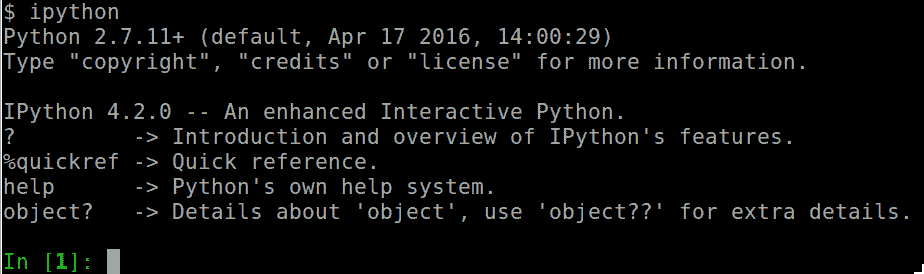 $ ipython
Python 2.7.11+ (default, Apr 17 2016, 14:00:29)
Type "copyright", "credits" or "license" for more information.

IPython 4.2.0 -- An enhanced Interactive Python.
?         -> Introduction and overview of IPython's features.
%quickref -> Quick reference.
help      -> Python's own help system.
object?   -> Details about 'object', use 'object??' for extra details.

In [1]: